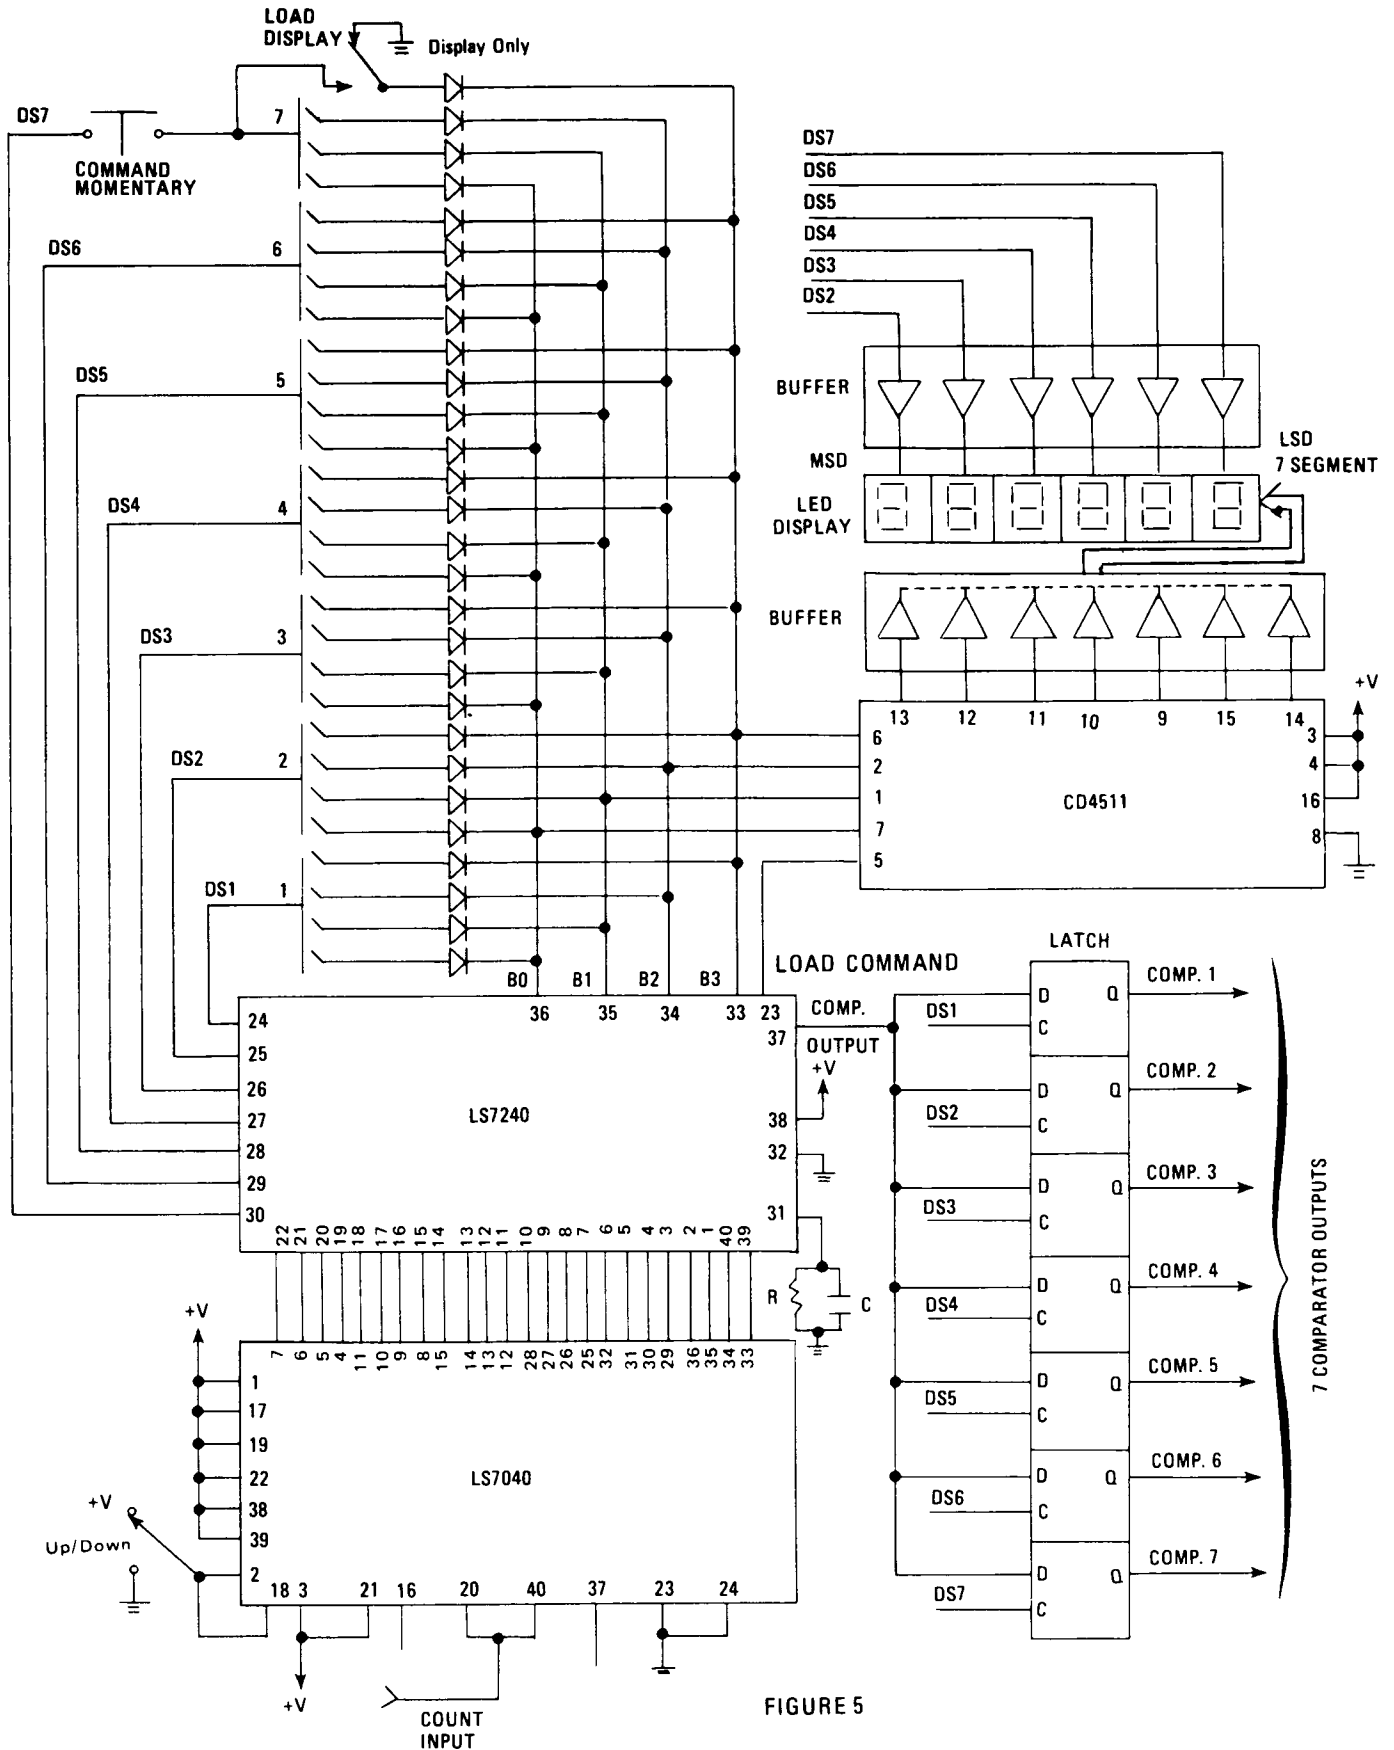 LOAD
DISPLAY
Display Only
DS7
7
COMMAND
MOMENTARY
DS6
6
DS5
5
DS4
4
DS3
3
DS2
2
DS1
1
DS7
DS6
DS5
DS4
DS3
DS2
BUFFER
MSD
LSD
7 SEGMENT
LED
DISPLAY
BUFFER
+V
13 12 11 10 9 15 14
6 3
2 4
1 CD4511 16
7 8
5
LOAD COMMAND
B0 B1 B2 B3
36 35 34 33 23
24 37
25
26
27 LS7240 38
28 32
29
30 31
COMP.
OUTPUT
+V
22 21 20 19 18 17 16 15 14 13 12 11 10 9 8 7 6 5 4 3 2 1 40 39
R C
+V
7 6 5 4 11 10 9 8 15 14 13 12 28 27 26 25 32 31 30 29 36 35 34 33
1
17
19
22 LS7040
38
39
2
+V
Up/Down
18 3 21 16 20 40 37 23 24
+V
COUNT
INPUT
LATCH
D Q COMP. 1
DS1 C
D Q COMP. 2
DS2 C
D Q COMP. 3
DS3 C
D Q COMP. 4
DS4 C
D Q COMP. 5
DS5 C
D Q COMP. 6
DS6 C
D Q COMP. 7
DS7 C
7 COMPARATOR OUTPUTS
FIGURE 5